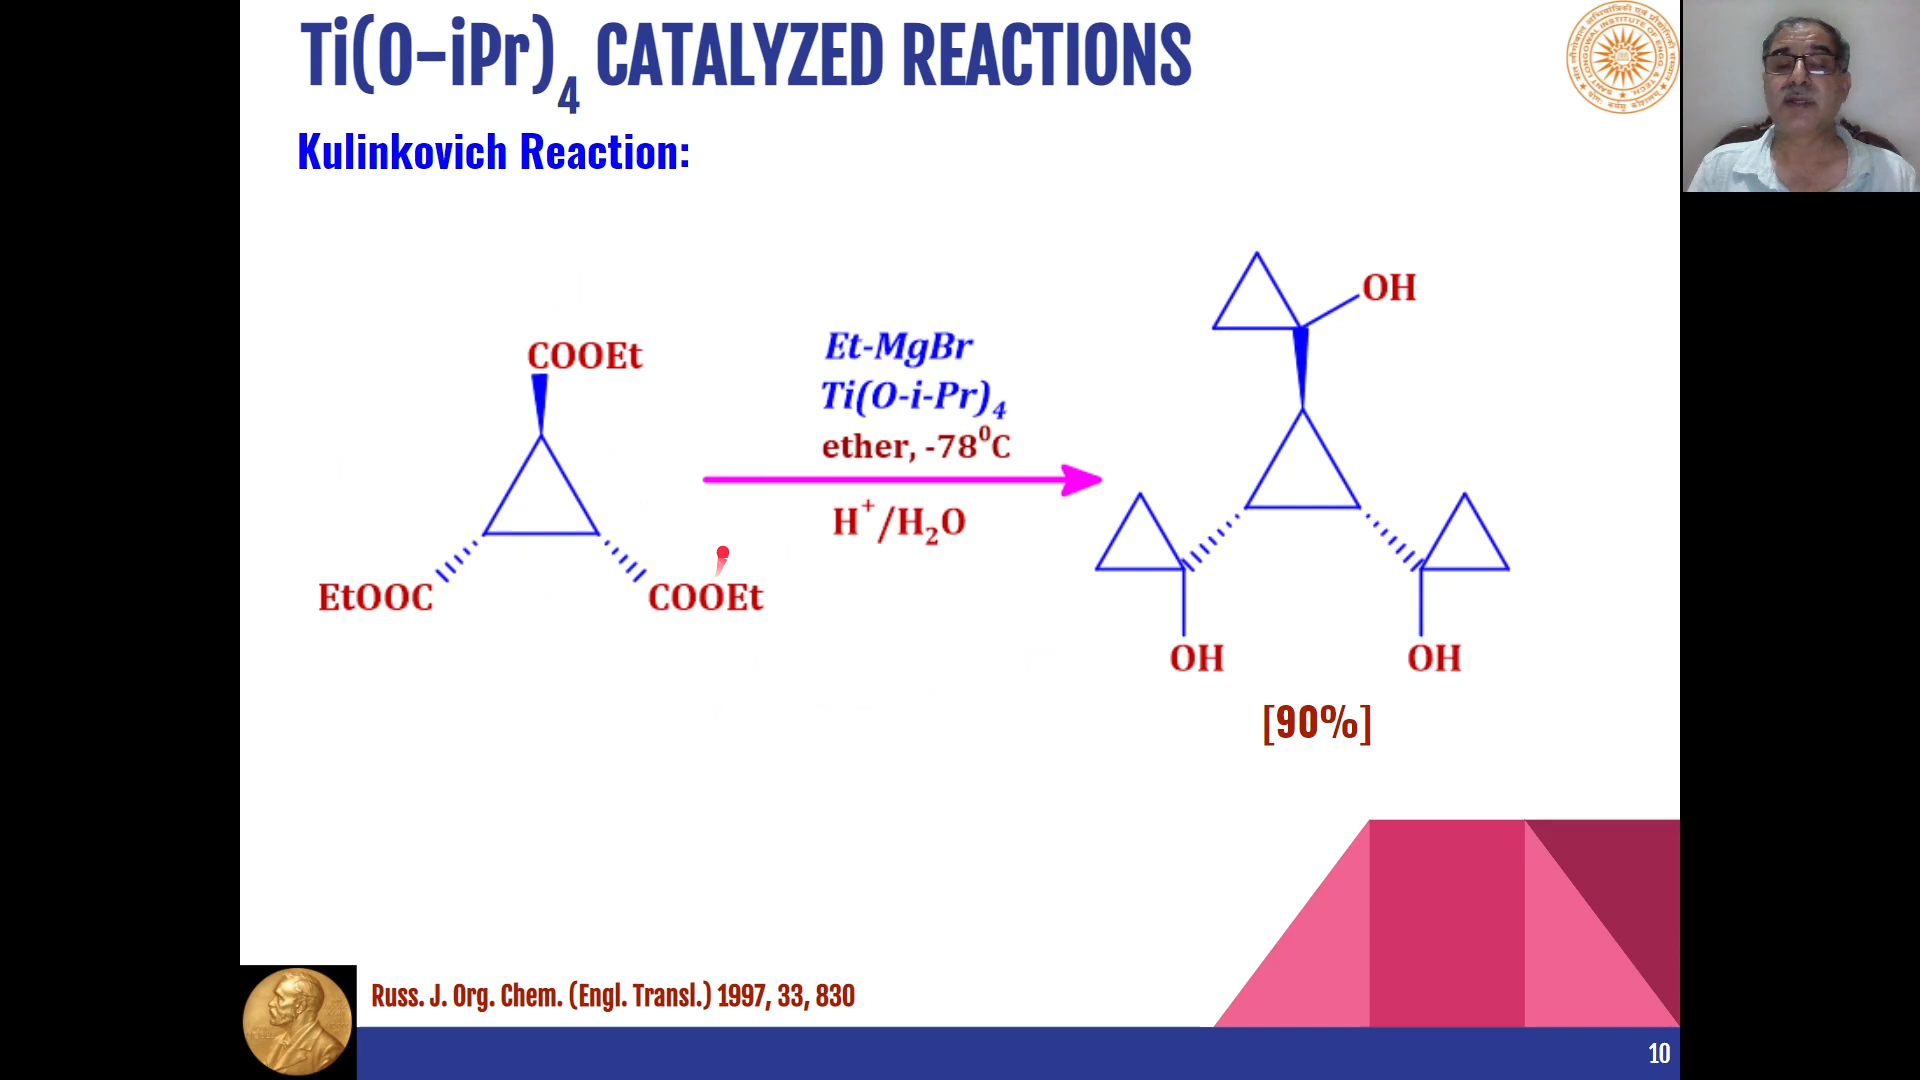 Ti(O-iPr)4 CATALYZED REACTIONS
Kulinkovich Reaction:
COOEt
EtOOC
COOEt
Et-MgBr
Ti(O-i-Pr)4
ether, -78⁰C
H⁺/H₂O
OH
OH
OH
[90%]
Russ. J. Org. Chem. (Engl. Transl.) 1997, 33, 830
10